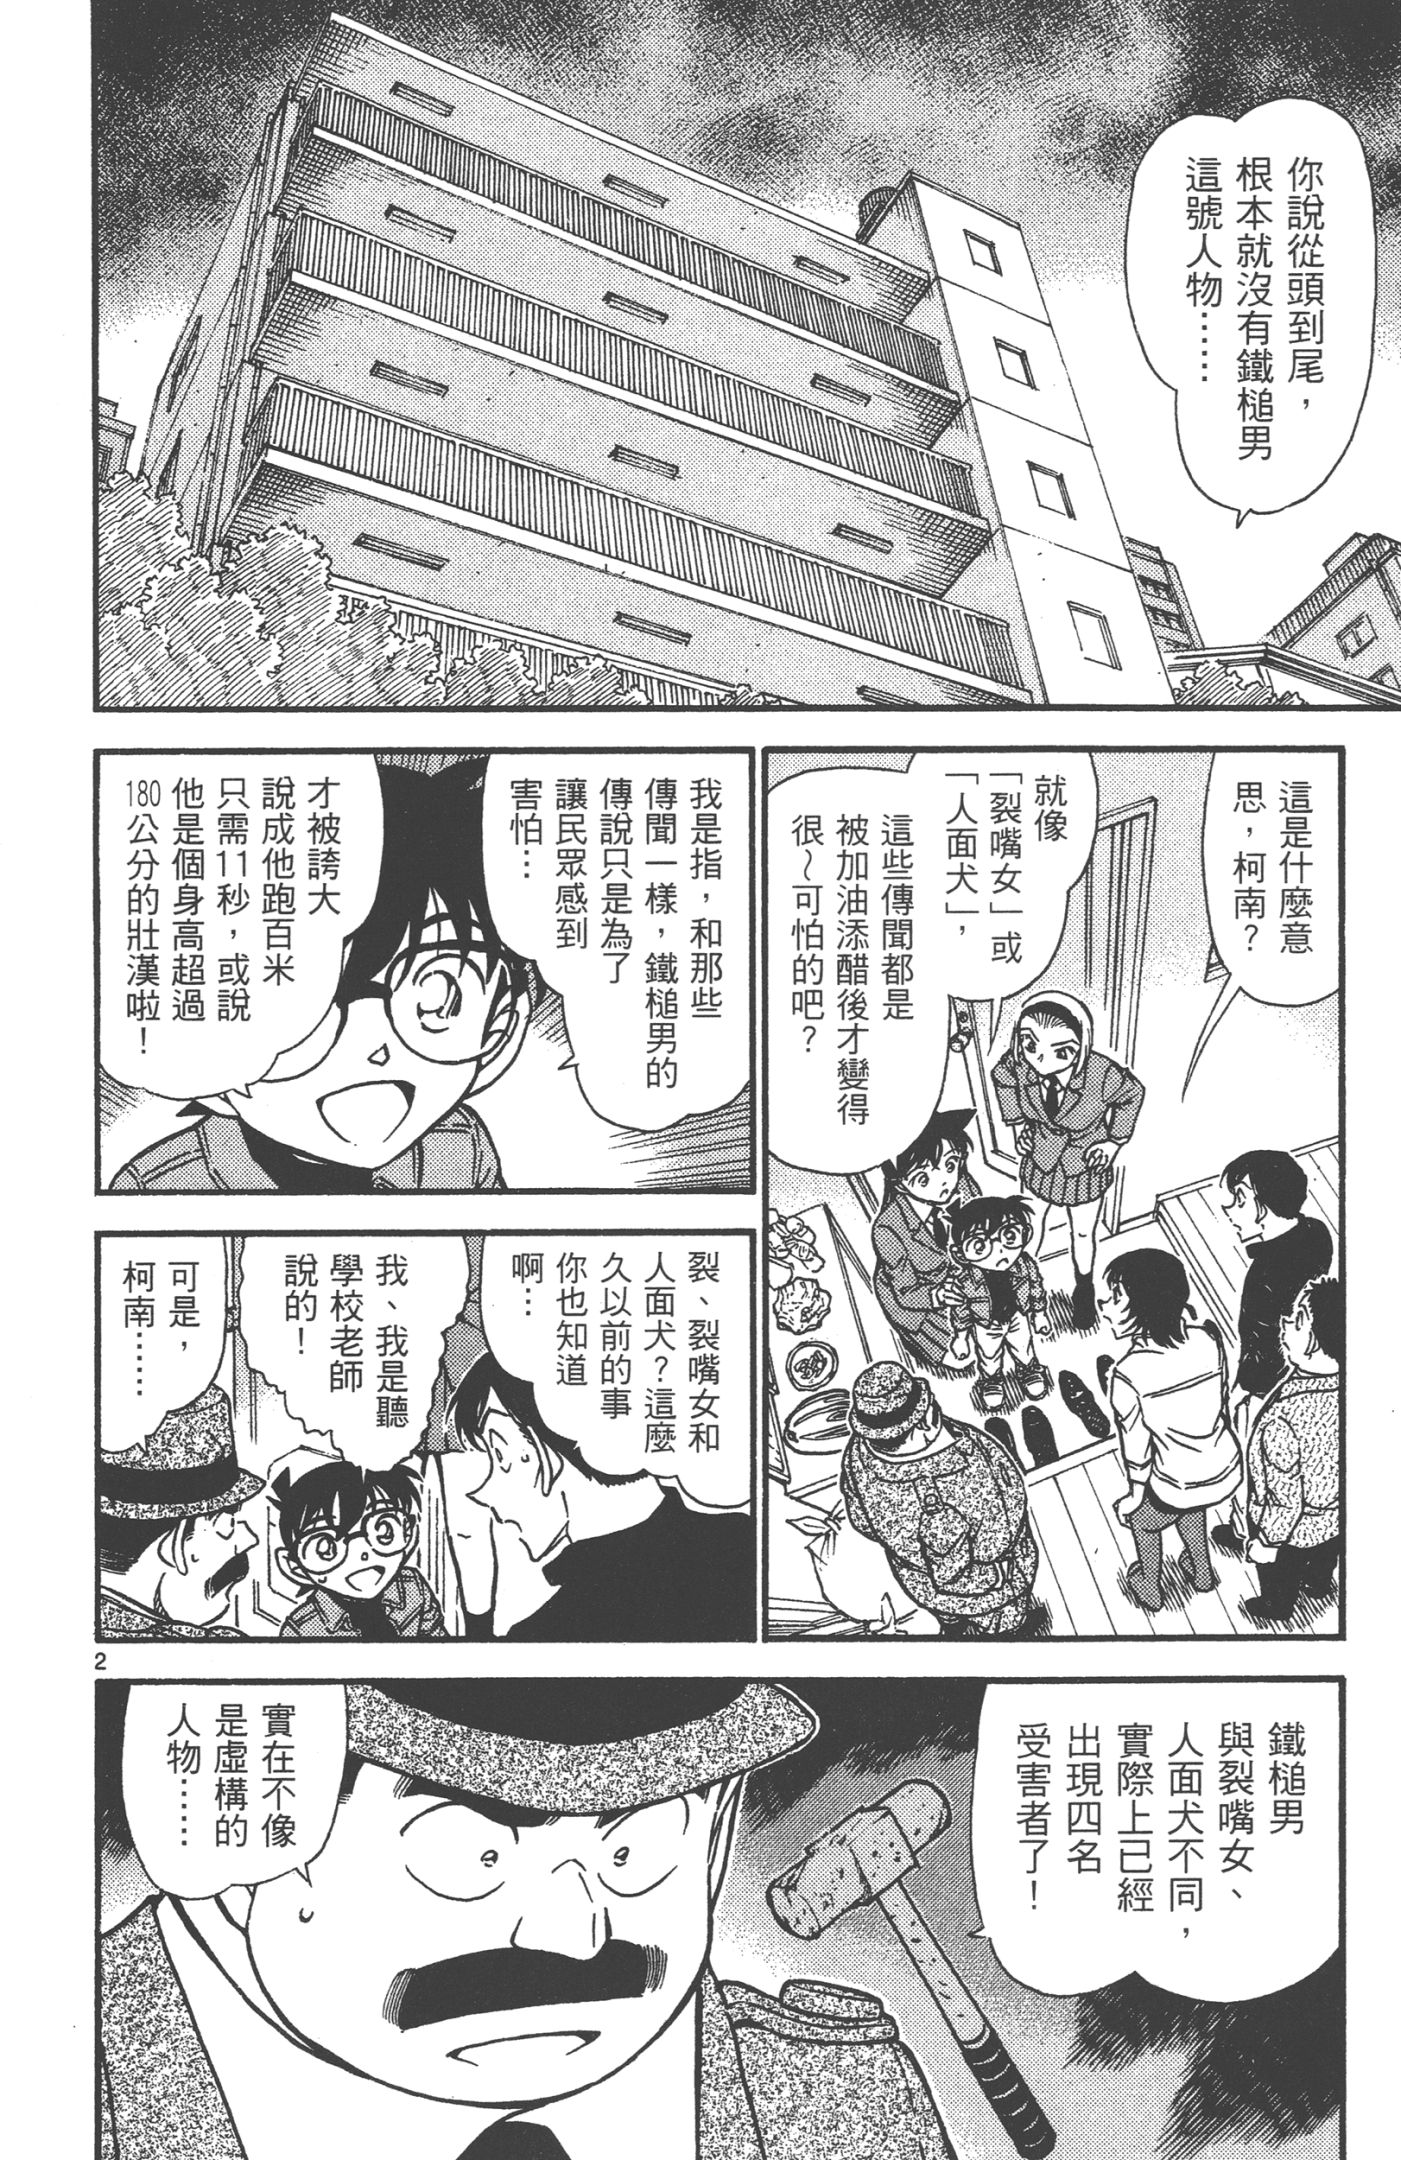 你說從頭到尾，
根本就沒有鐵槌男
這號人物……
這是什麼意
思，柯南？
就像
「裂嘴女」或
「人面犬」，
這些傳聞都是
被加油添醋後才變得
很～可怕的吧？
我是指，和那些
傳聞一樣，鐵槌男的
傳說只是為了
讓民眾感到
害怕…
才被誇大
說成他跑百米
只需11秒，或說
他是個身高超過
180公分的壯漢啦！
裂、裂嘴女和
人面犬？這麼
久以前的事
你也知道
啊…
我、我是聽
學校老師
說的！
可是，
柯南……
2
鐵槌男
與裂嘴女、
人面犬不同，
實際上已經
出現四名
受害者了！
實在不像
是虛構的
人物……